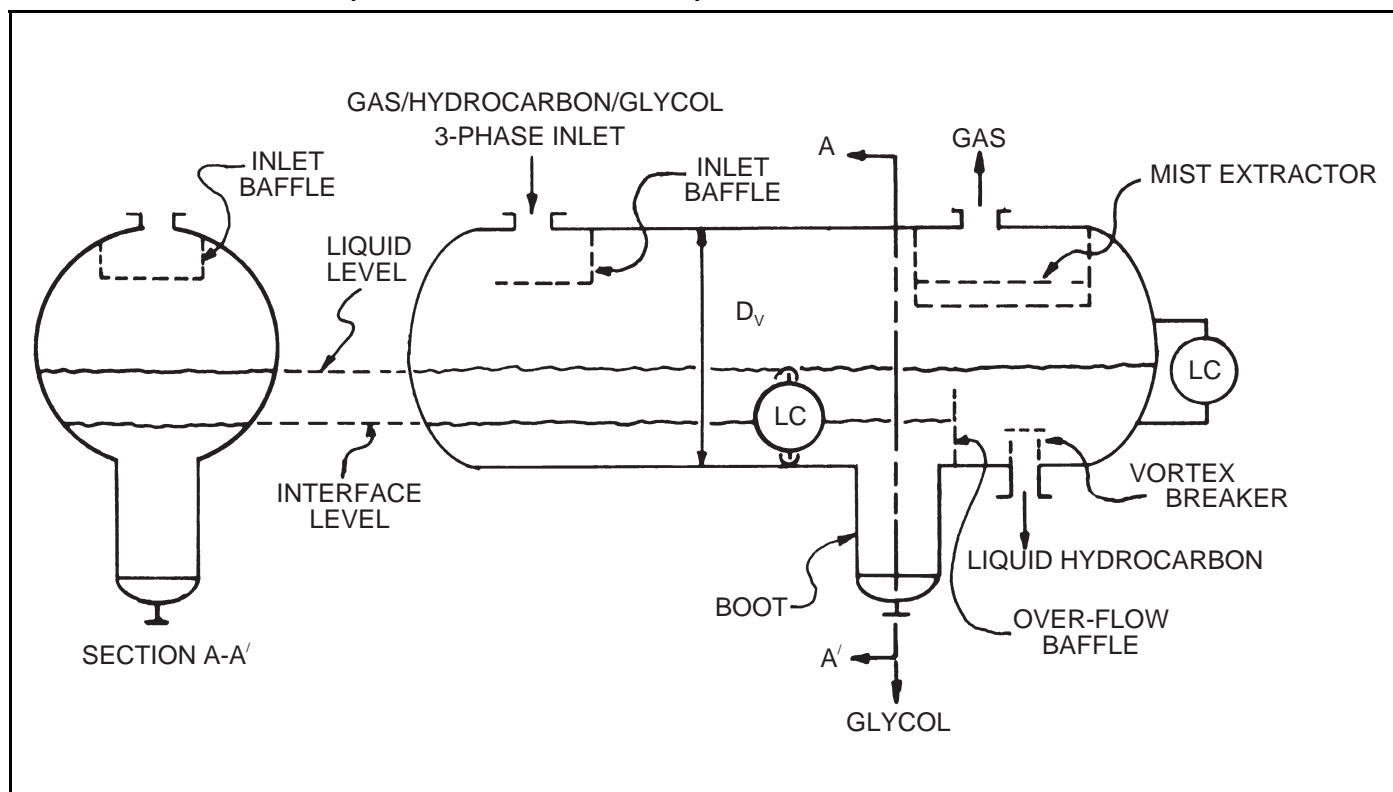 GAS/HYDROCARBON/GLYCOL
3-PHASE INLET
INLET
BAFFLE
LIQUID
LEVEL
INTERFACE
LEVEL
SECTION A-A′
INLET
BAFFLE
A
GAS
MIST EXTRACTOR
D_V
LC
LC
VORTEX
BREAKER
LIQUID HYDROCARBON
BOOT
OVER-FLOW
BAFFLE
A′
GLYCOL